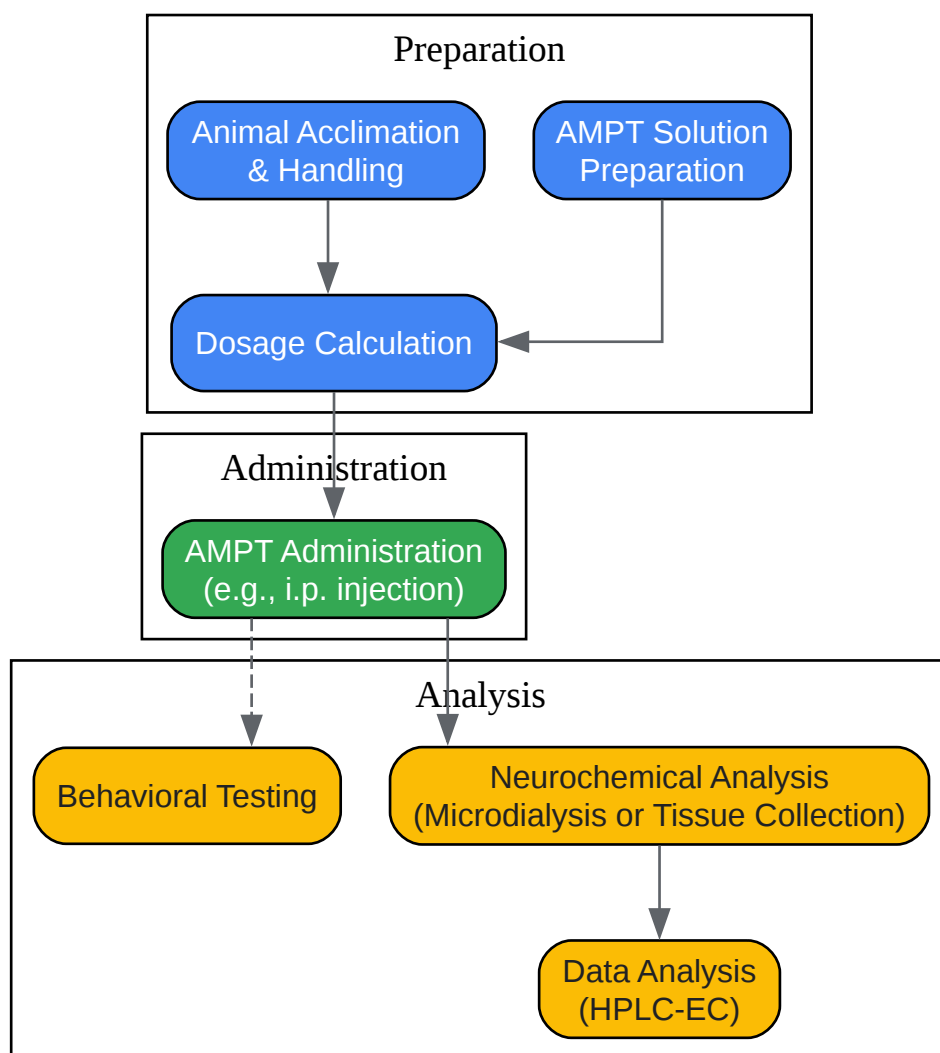 Preparation
Animal Acclimation
& Handling
AMPT Solution
Preparation
Dosage Calculation
Administration
AMPT Administration
(e.g., i.p. injection)
Analysis
Behavioral Testing
Neurochemical Analysis
(Microdialysis or Tissue Collection)
Data Analysis
(HPLC-EC)